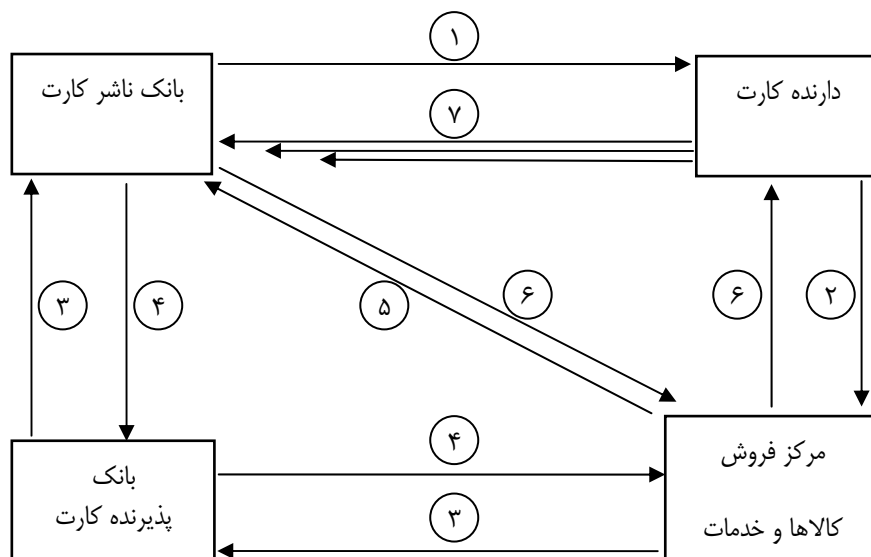 ۱
بانک ناشر کارت
دارنده کارت
۷
۳
۴
۵
۶
۶
۲
۴
بانک
پذیرنده کارت
مرکز فروش
کالاها و خدمات
۳